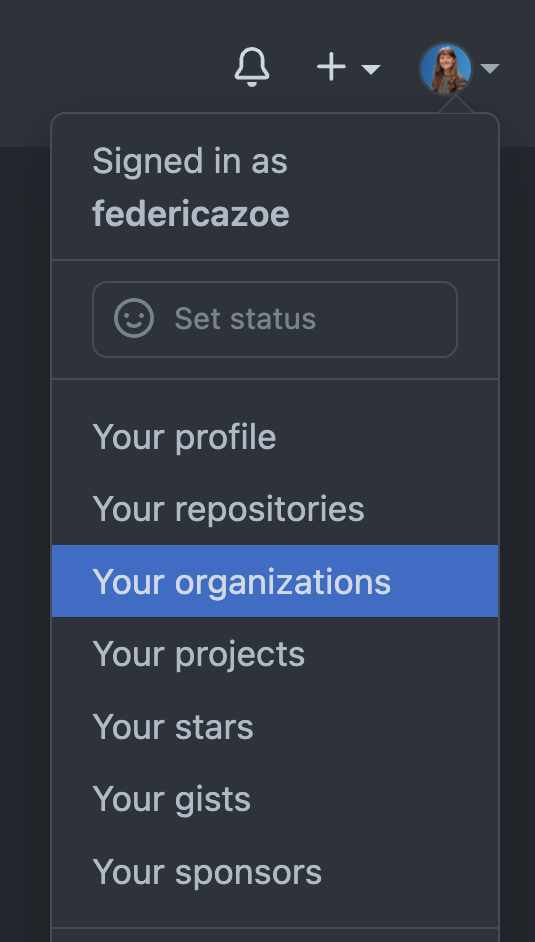 Signed in as
federicazoe
Set status
Your profile
Your repositories
Your organizations
Your projects
Your stars
Your gists
Your sponsors